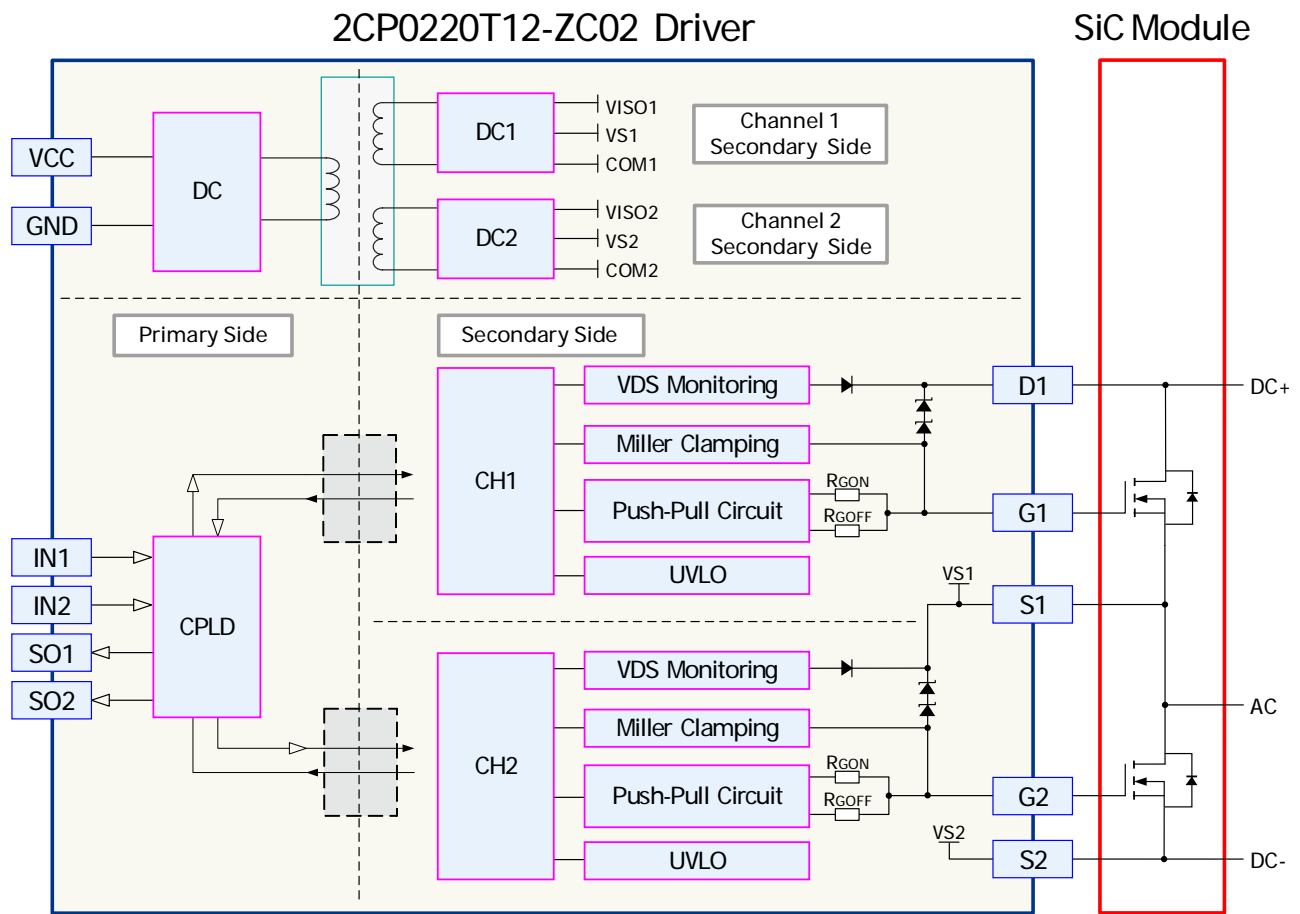 2CP0220T12-ZC02 Driver
SiC Module
VCC
GND
DC
DC1
VISO1
VS1
COM1
Channel 1
Secondary Side
DC2
VISO2
VS2
COM2
Channel 2
Secondary Side
Primary Side
Secondary Side
CH1
VDS Monitoring
Miller Clamping
Push-Pull Circuit
UVLO
RGON
RGOFF
D1
G1
VS1
S1
DC+
IN1
IN2
SO1
SO2
CPLD
CH2
VDS Monitoring
Miller Clamping
Push-Pull Circuit
UVLO
RGON
RGOFF
G2
VS2
S2
AC
DC-